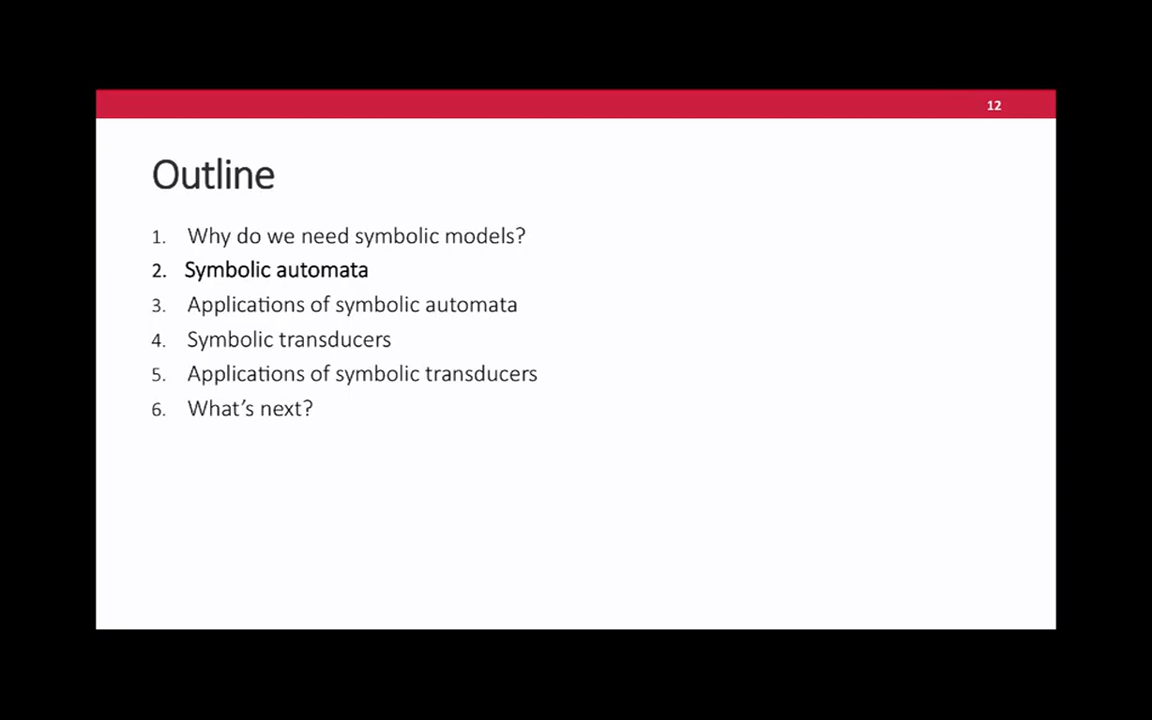 12
Outline
1. Why do we need symbolic models?
2. Symbolic automata
3. Applications of symbolic automata
4. Symbolic transducers
5. Applications of symbolic transducers
6. What’s next?